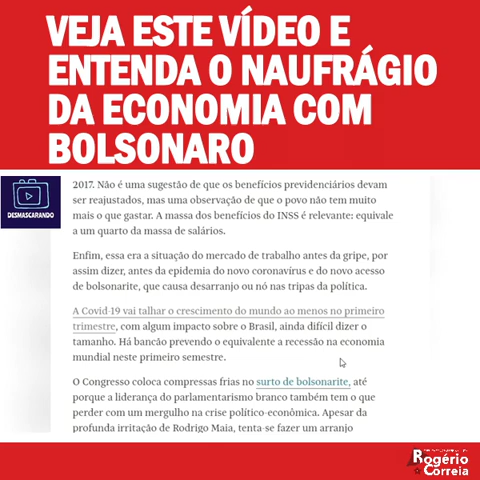 VEJA ESTE VÍDEO E
ENTENDA O NAUFRÁGIO
DA ECONOMIA COM
BOLSONARO
DESMASCARANDO
2017. Não é uma sugestão de que os benefícios previdenciários devam
ser reajustados, mas uma observação de que o povo não tem muito
mais o que gastar. A massa dos benefícios do INSS é relevante: equivale
a um quarto da massa de salários.
Enfim, essa era a situação do mercado de trabalho antes da gripe, por
assim dizer, antes da epidemia do novo coronavírus e do novo acesso
de bolsonarite, que causa desarranjo ou nó nas tripas da política.
A Covid-19 vai talhar o crescimento do mundo ao menos no primeiro
trimestre, com algum impacto sobre o Brasil, ainda difícil dizer o
tamanho. Há bancão prevendo o equivalente a recessão na economia
mundial neste primeiro semestre.
O Congresso coloca compressas frias no surto de bolsonarite, até
porque a liderança do parlamentarismo branco também tem o que
perder com um mergulho na crise político-econômica. Apesar da
profunda irritação de Rodrigo Maia, tenta-se fazer um arranjo
Rogério
Correia